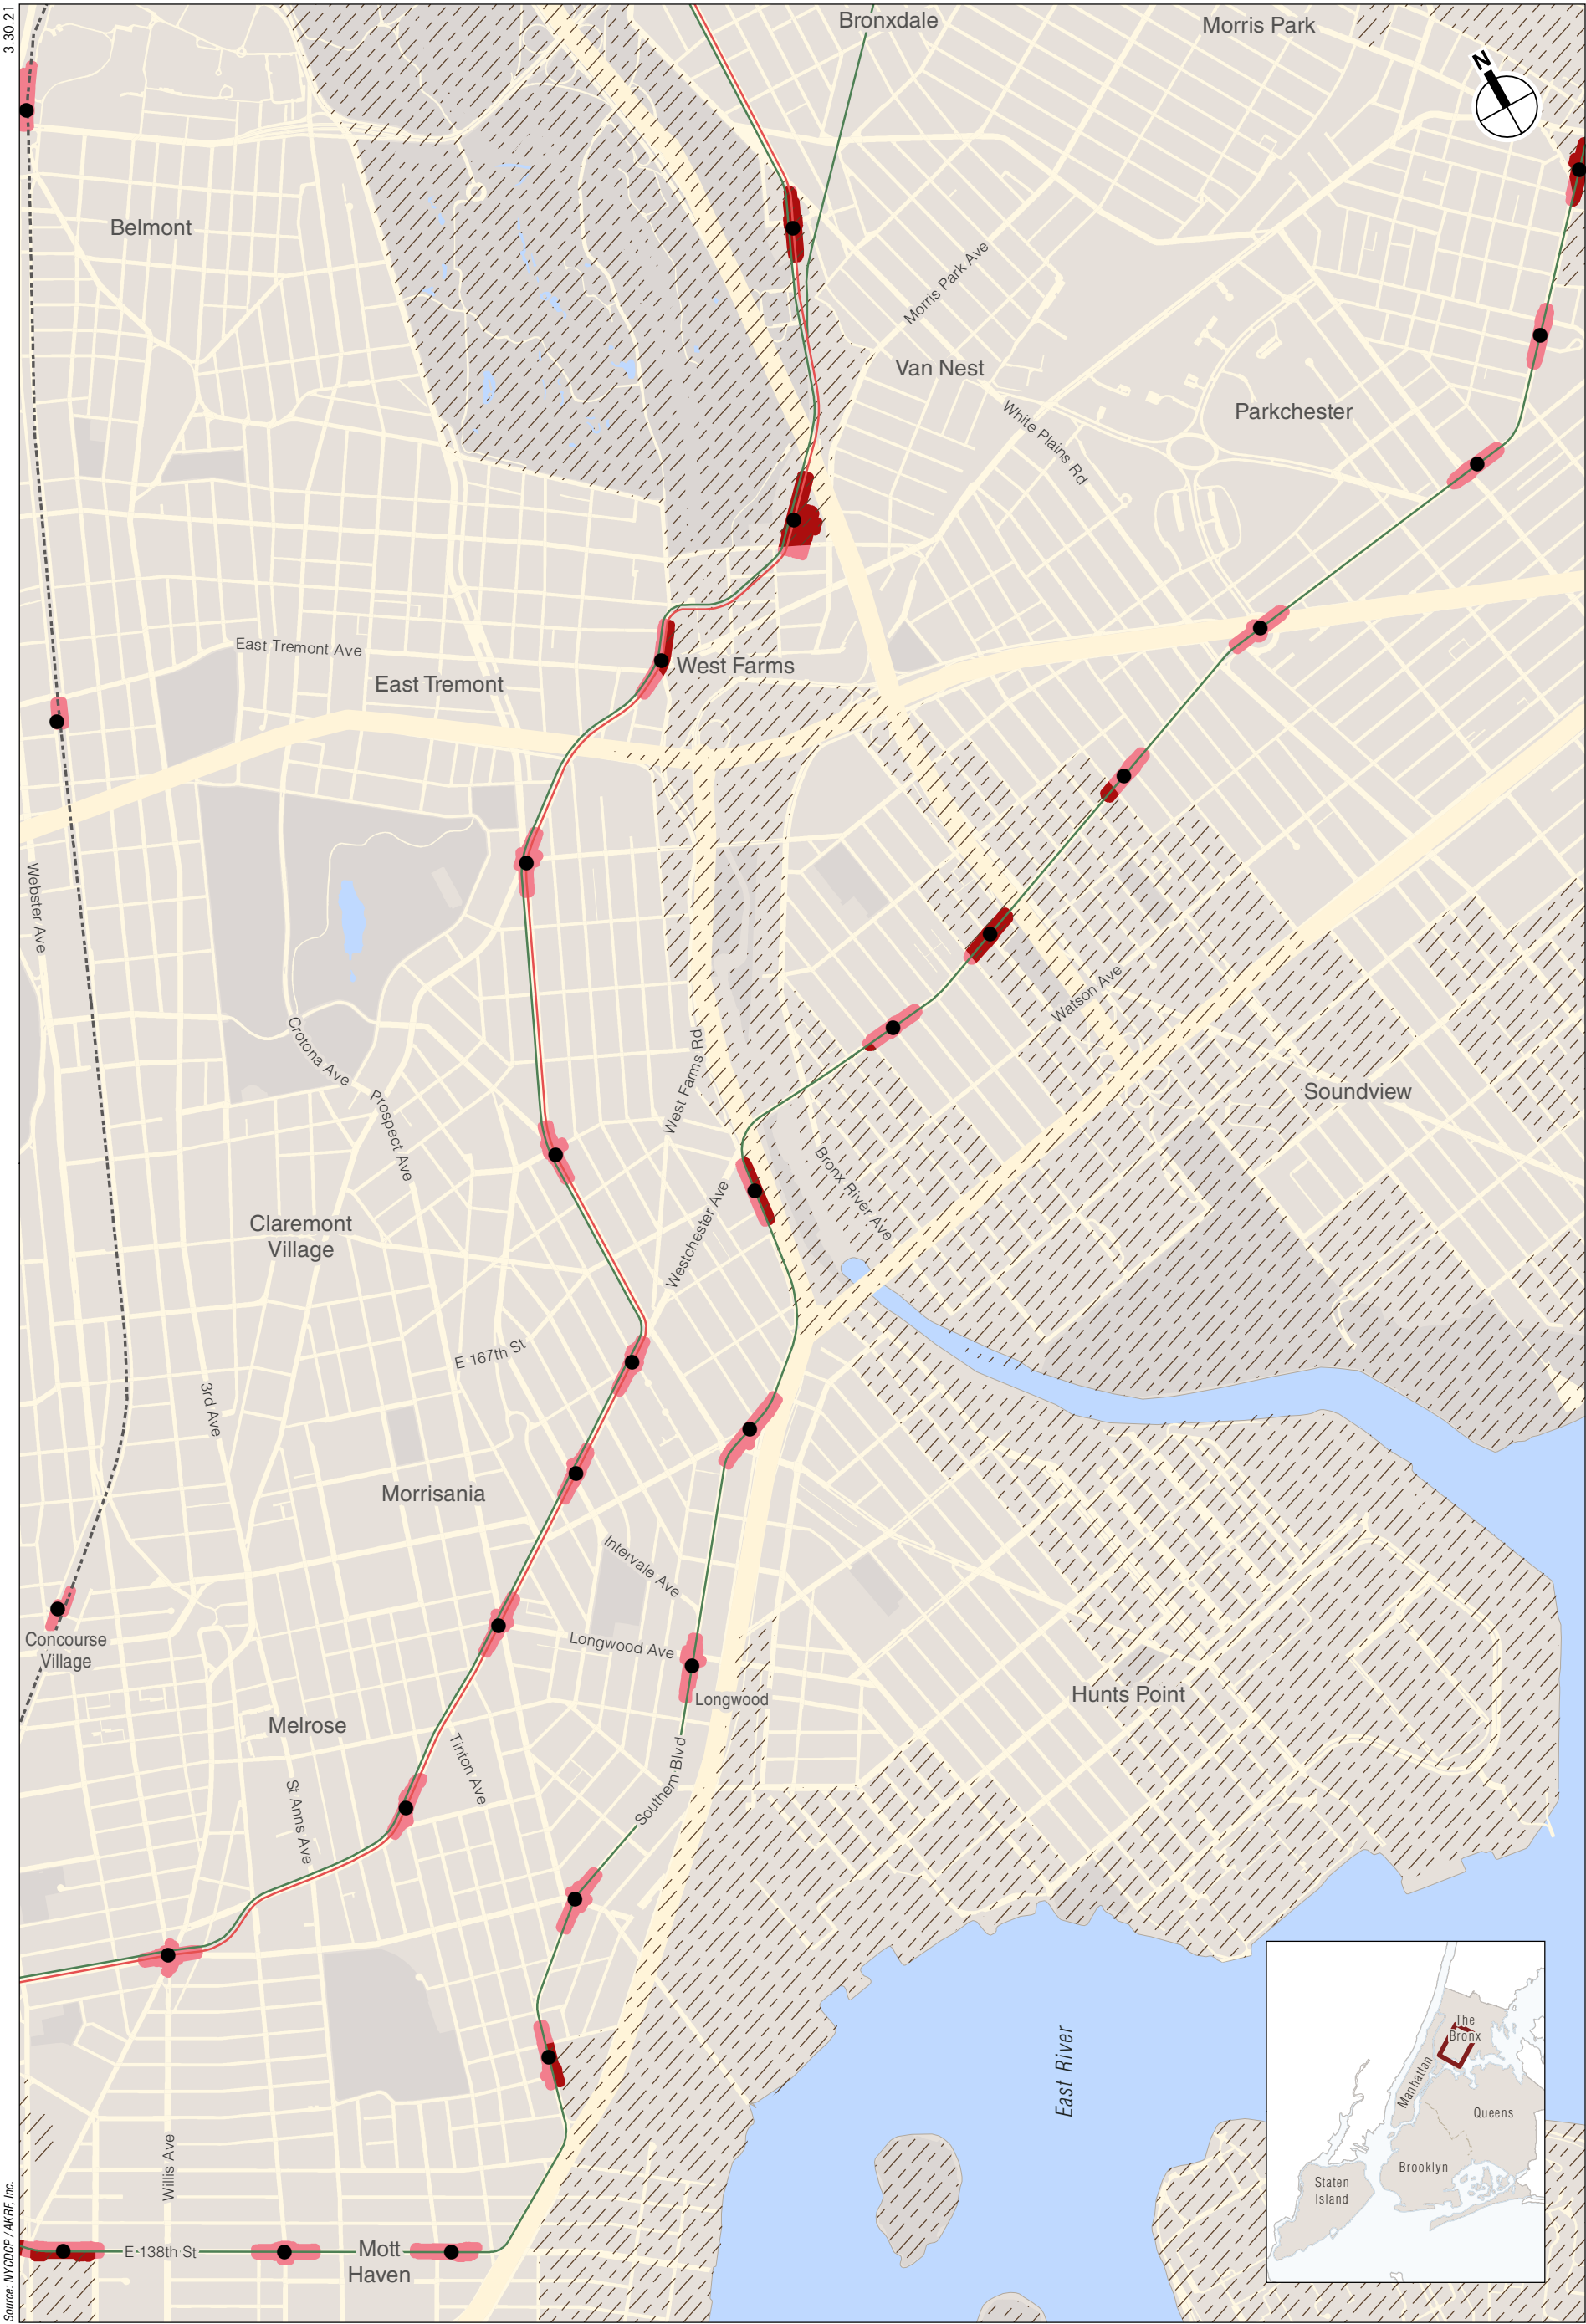 3.30.21
Bronxdale
Morris Park
N
Belmont
Morris Park Ave
Van Nest
White Plains Rd
Parkchester
East Tremont Ave
East Tremont
West Farms
Webster Ave
Crotona Ave
Prospect Ave
West Farms Rd
Watson Ave
Soundview
Bronx River Ave
Westchester Ave
Claremont
Village
E 167th St
3rd Ave
Morrisania
Intervale Ave
Longwood Ave
Concourse
Village
Longwood
Hunts Point
Melrose
Tinton Ave
St Anns Ave
Southern Blvd
East River
The
Bronx
Manhattan
Queens
Brooklyn
Staten
Island
Willis Ave
E 138th St
Mott
Haven
Source: NYCDCP / AKRF, Inc.